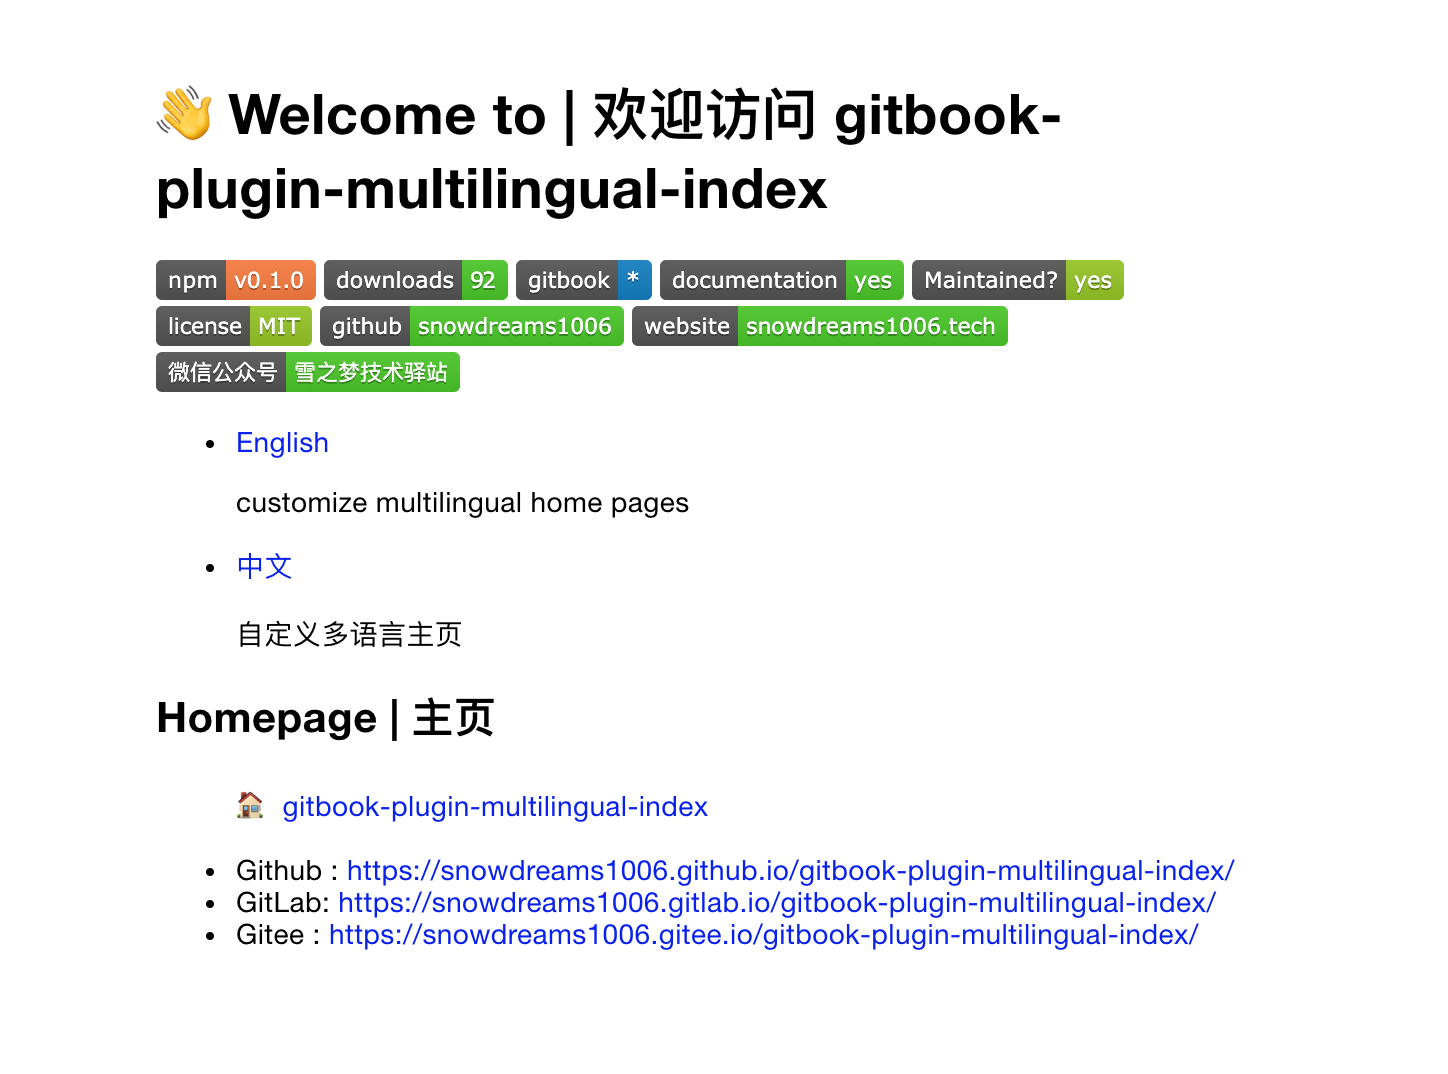 👋 Welcome to | 欢迎访问 gitbook-
plugin-multilingual-index
npm v0.1.0 downloads 92 gitbook * documentation yes Maintained? yes
license MIT github snowdreams1006 website snowdreams1006.tech
微信公众号 雪之梦技术驿站
English
customize multilingual home pages
中文
自定义多语言主页
Homepage | 主页
🏠 gitbook-plugin-multilingual-index
Github : https://snowdreams1006.github.io/gitbook-plugin-multilingual-index/
GitLab: https://snowdreams1006.gitlab.io/gitbook-plugin-multilingual-index/
Gitee : https://snowdreams1006.gitee.io/gitbook-plugin-multilingual-index/